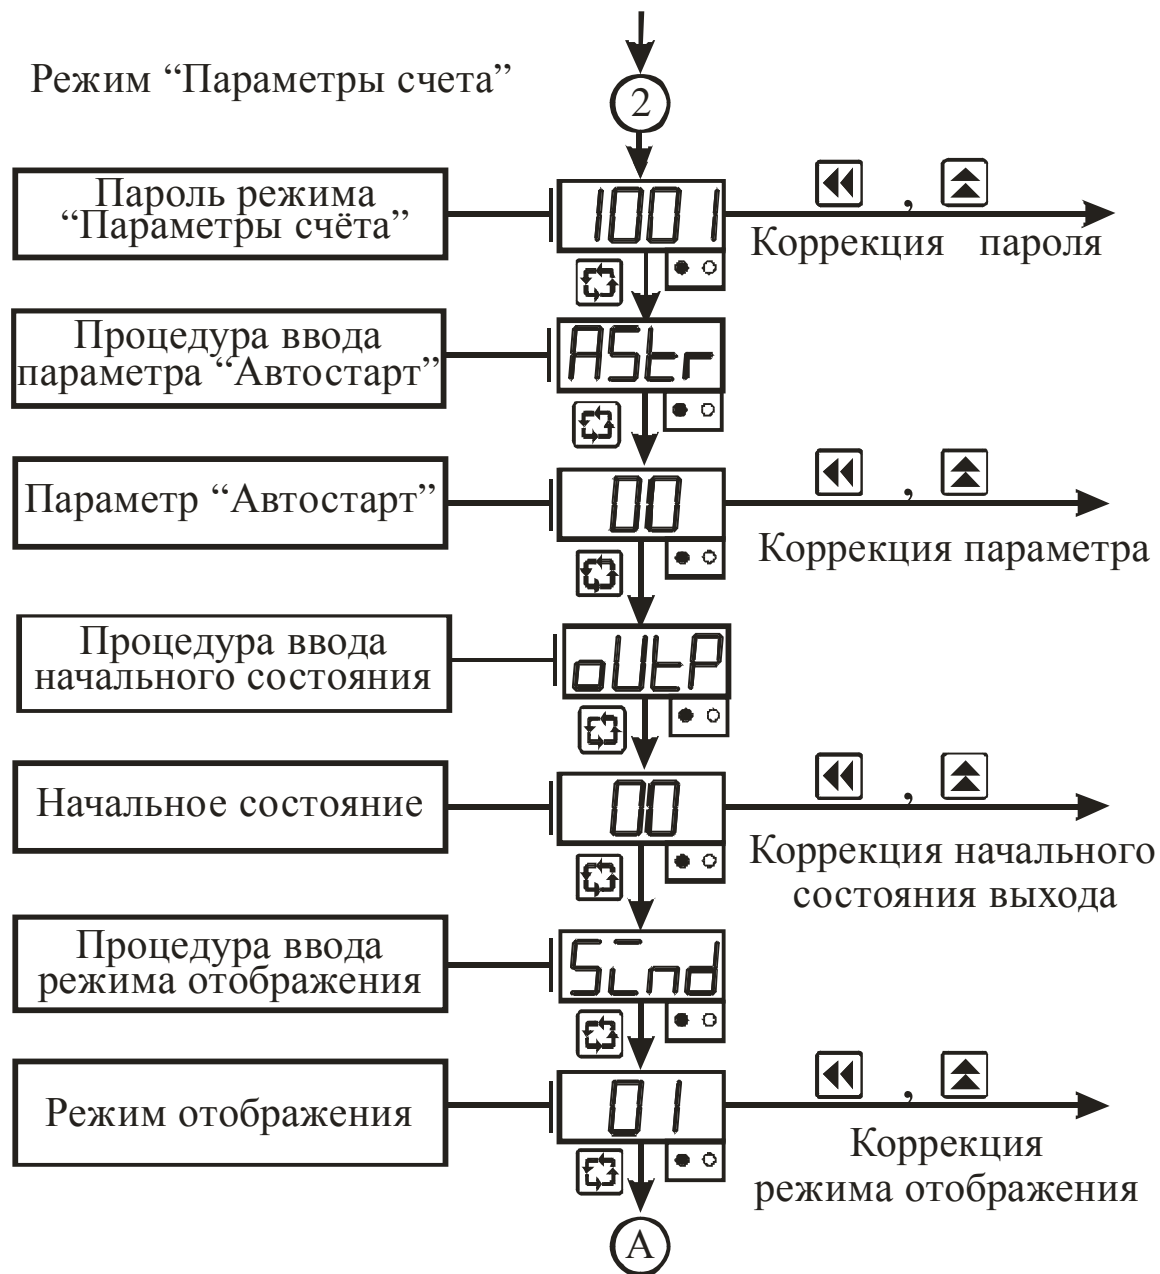 Режим “Параметры счета”
2
Пароль режима
“Параметры счёта”
1001
,
Коррекция пароля
Процедура ввода
параметра “Автостарт”
AStr
Параметр “Автостарт”
00
,
Коррекция параметра
Процедура ввода
начального состояния
oUtP
Начальное состояние
00
,
Коррекция начального
состояния выхода
Процедура ввода
режима отображения
Режим отображения
01
,
Коррекция
режима отображения
А